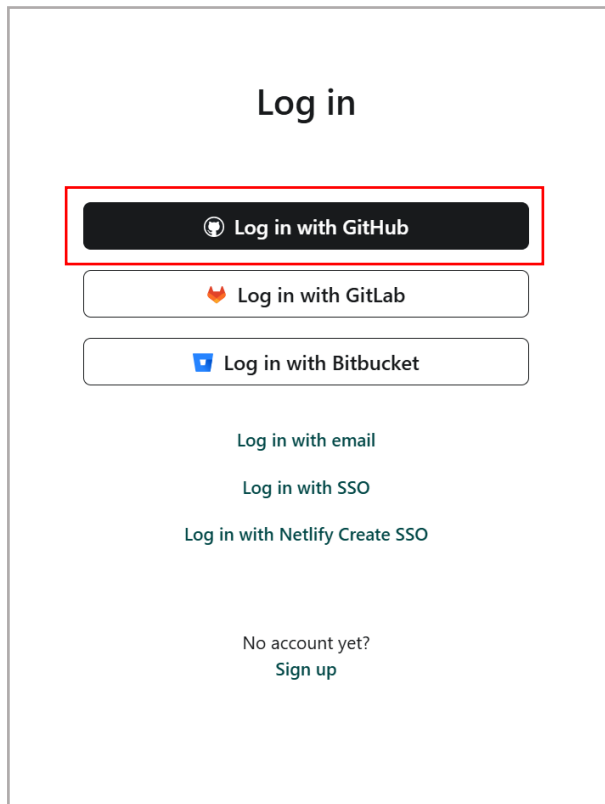 Log in
Log in with GitHub
Log in with GitLab
Log in with Bitbucket
Log in with email
Log in with SSO
Log in with Netlify Create SSO
No account yet?
Sign up